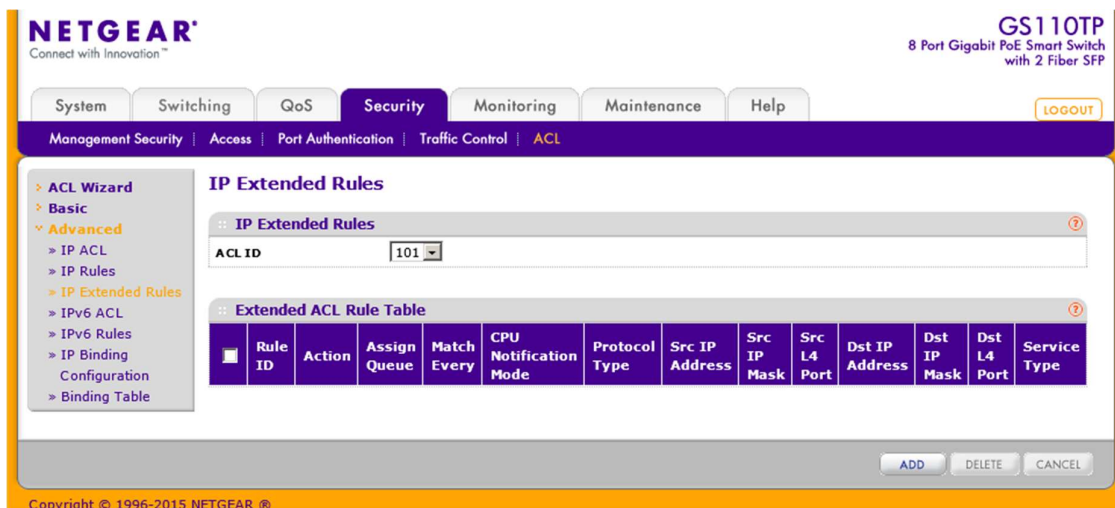 NETGEAR®
Connect with Innovation™
GS110TP
8 Port Gigabit PoE Smart Switch
with 2 Fiber SFP
System Switching QoS Security Monitoring Maintenance Help
LOGOUT
Management Security Access Port Authentication Traffic Control ACL
ACL Wizard
Basic
Advanced
» IP ACL
» IP Rules
» IP Extended Rules
» IPv6 ACL
» IPv6 Rules
» IP Binding
Configuration
» Binding Table
IP Extended Rules
IP Extended Rules ?
ACL ID 101
Extended ACL Rule Table ?
Rule ID Action Assign Queue Match Every CPU Notification Mode Protocol Type Src IP Address Src IP Mask Src L4 Port Dst IP Address Dst IP Mask Dst L4 Port Service Type
ADD DELETE CANCEL
Copyright © 1996-2015 NETGEAR ®